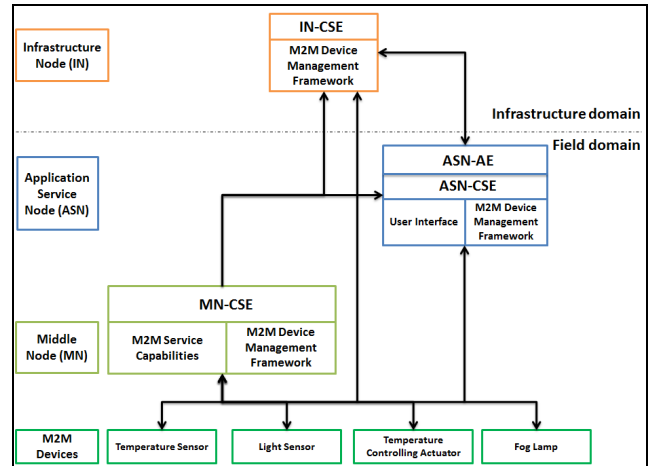 IN-CSE
Infrastructure
Node (IN)
M2M Device
Management
Framework
Infrastructure domain
Field domain
Application
Service
Node (ASN)
ASN-AE
ASN-CSE
User Interface
M2M Device
Management
Framework
MN-CSE
Middle
Node (MN)
M2M Service
Capabilities
M2M Device
Management
Framework
M2M
Devices
Temperature Sensor
Light Sensor
Temperature
Controlling Actuator
Fog Lamp